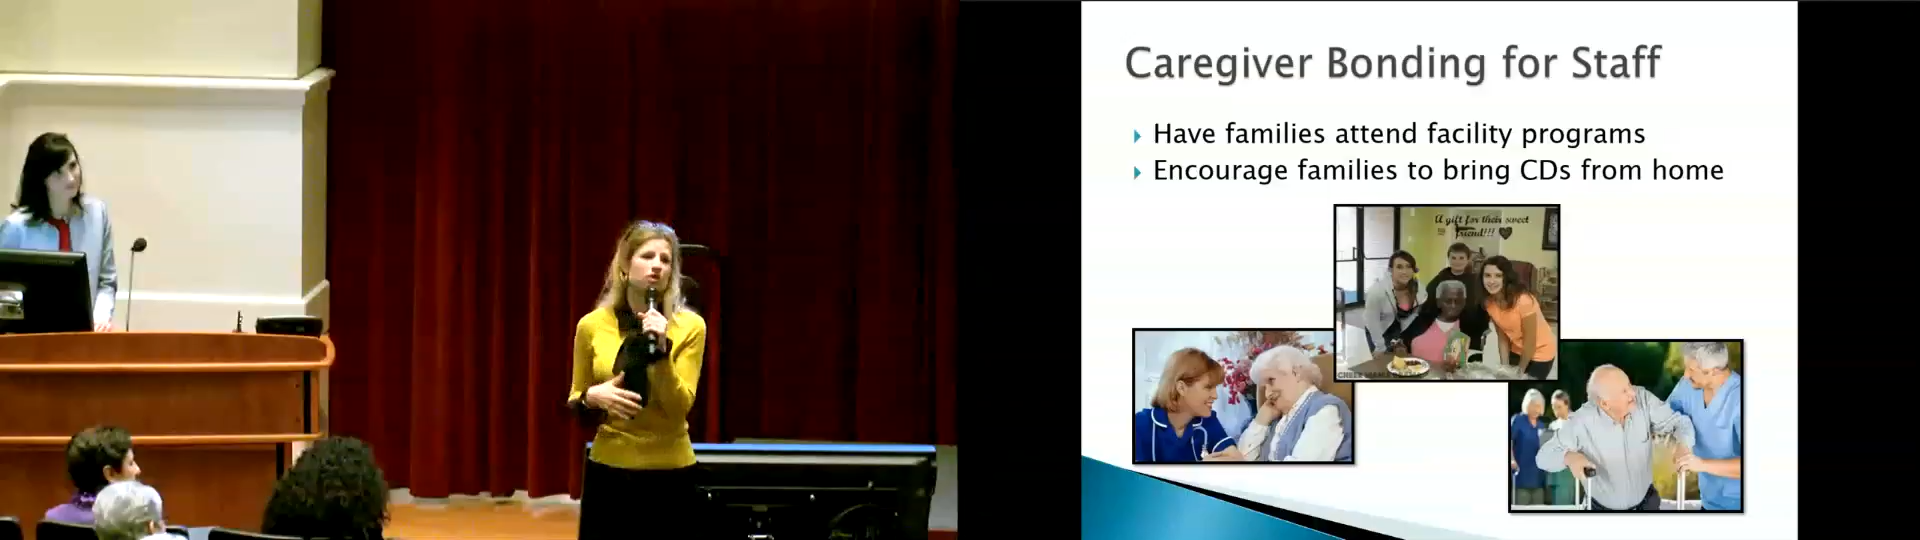 Caregiver Bonding for Staff
Have families attend facility programs
Encourage families to bring CDs from home
A gift for their sweet
friend!!!